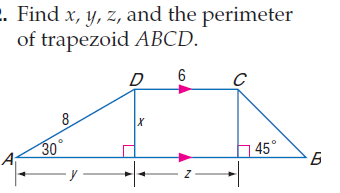 . Find x, y, z, and the perimeter
of trapezoid ABCD.
D 6 C
8 x
30° 45°
A B
y z